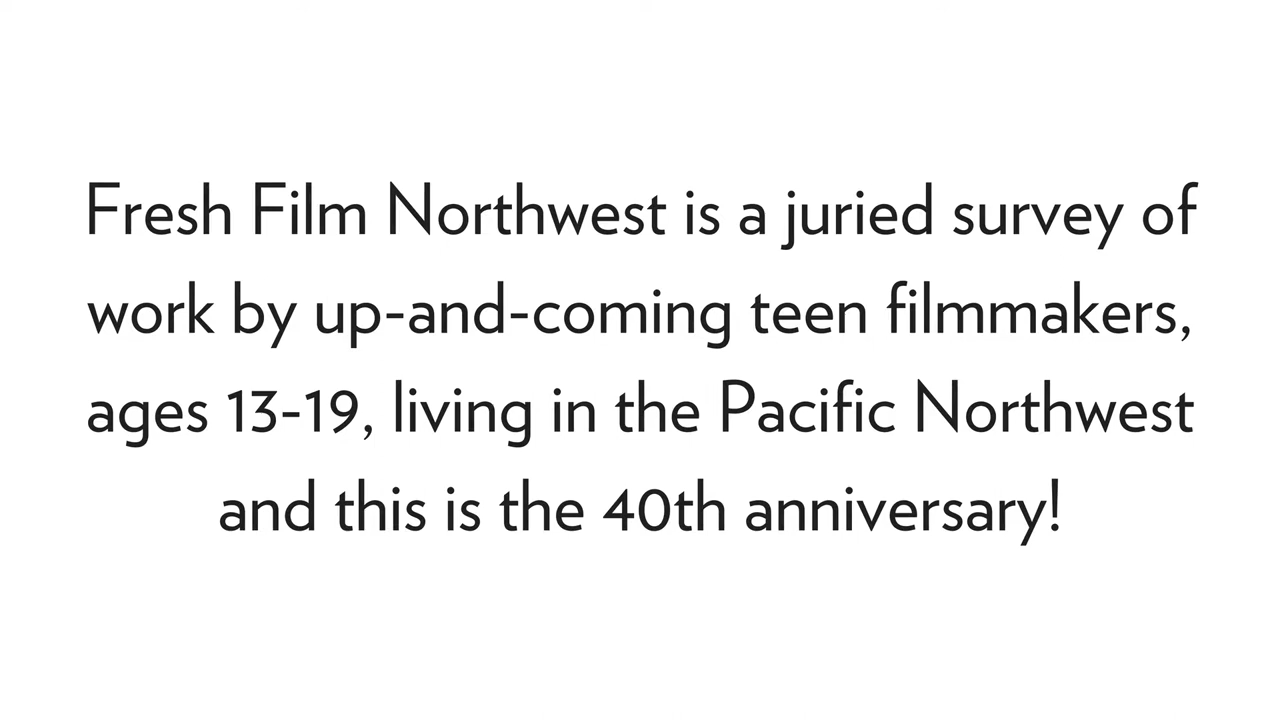 Fresh Film Northwest is a juried survey of
work by up-and-coming teen filmmakers,
ages 13-19, living in the Pacific Northwest
and this is the 40th anniversary!